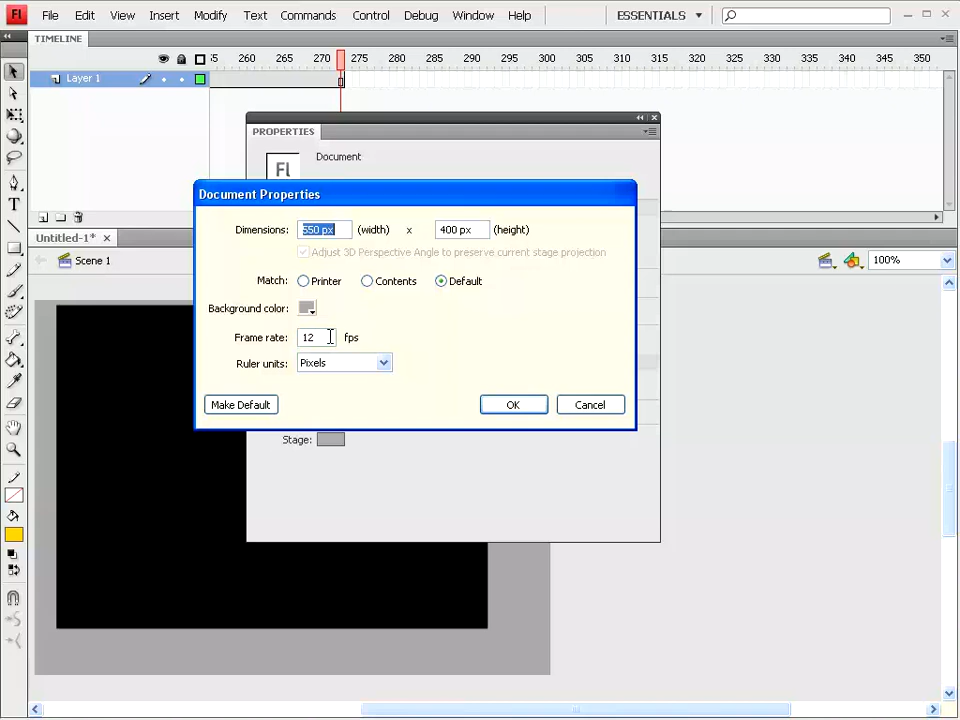 Fl File Edit View Insert Modify Text Commands Control Debug Window Help ESSENTIALS
TIMELINE
55 260 265 270 275 280 285 290 295 300 305 310 315 320 325 330 335 340 345 350
Layer 1
PROPERTIES
Fl Document
Document Properties
Dimensions: 550 px (width) x 400 px (height)
Adjust 3D Perspective Angle to preserve current stage projection
Match: Printer Contents Default
Background color:
Frame rate: 12 fps
Ruler units: Pixels
Make Default OK Cancel
Untitled-1*
Scene 1 100%
Stage:
T